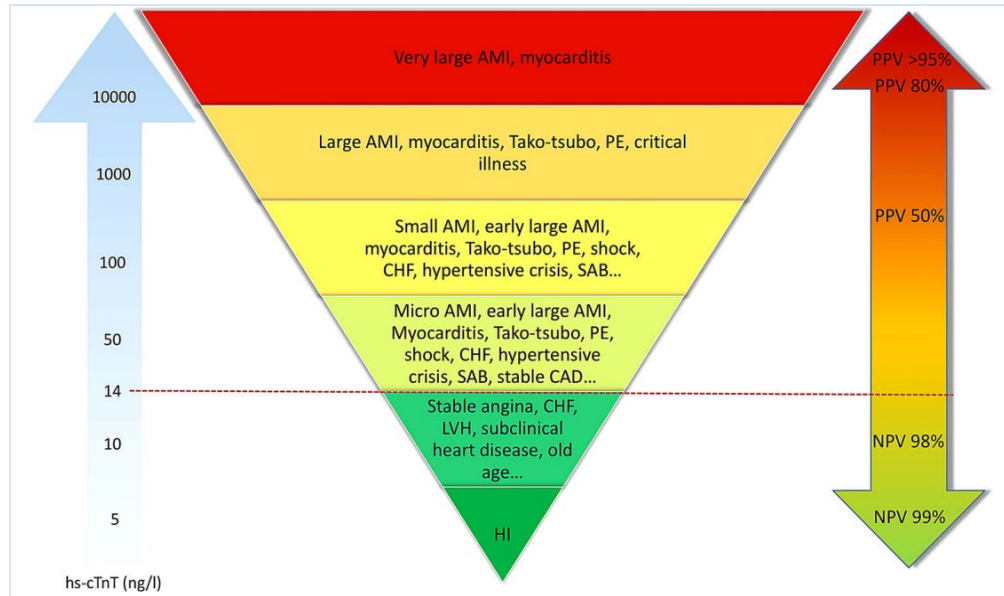 10000
1000
100
50
14
10
5
hs-cTnT (ng/l)
Very large AMI, myocarditis
Large AMI, myocarditis, Tako-tsubo, PE, critical
illness
Small AMI, early large AMI,
myocarditis, Tako-tsubo, PE, shock,
CHF, hypertensive crisis, SAB...
Micro AMI, early large AMI,
Myocarditis, Tako-tsubo, PE,
shock, CHF, hypertensive
crisis, SAB, stable CAD...
Stable angina, CHF,
LVH, subclinical
heart disease, old
age...
HI
PPV >95%
PPV 80%
PPV 50%
NPV 98%
NPV 99%